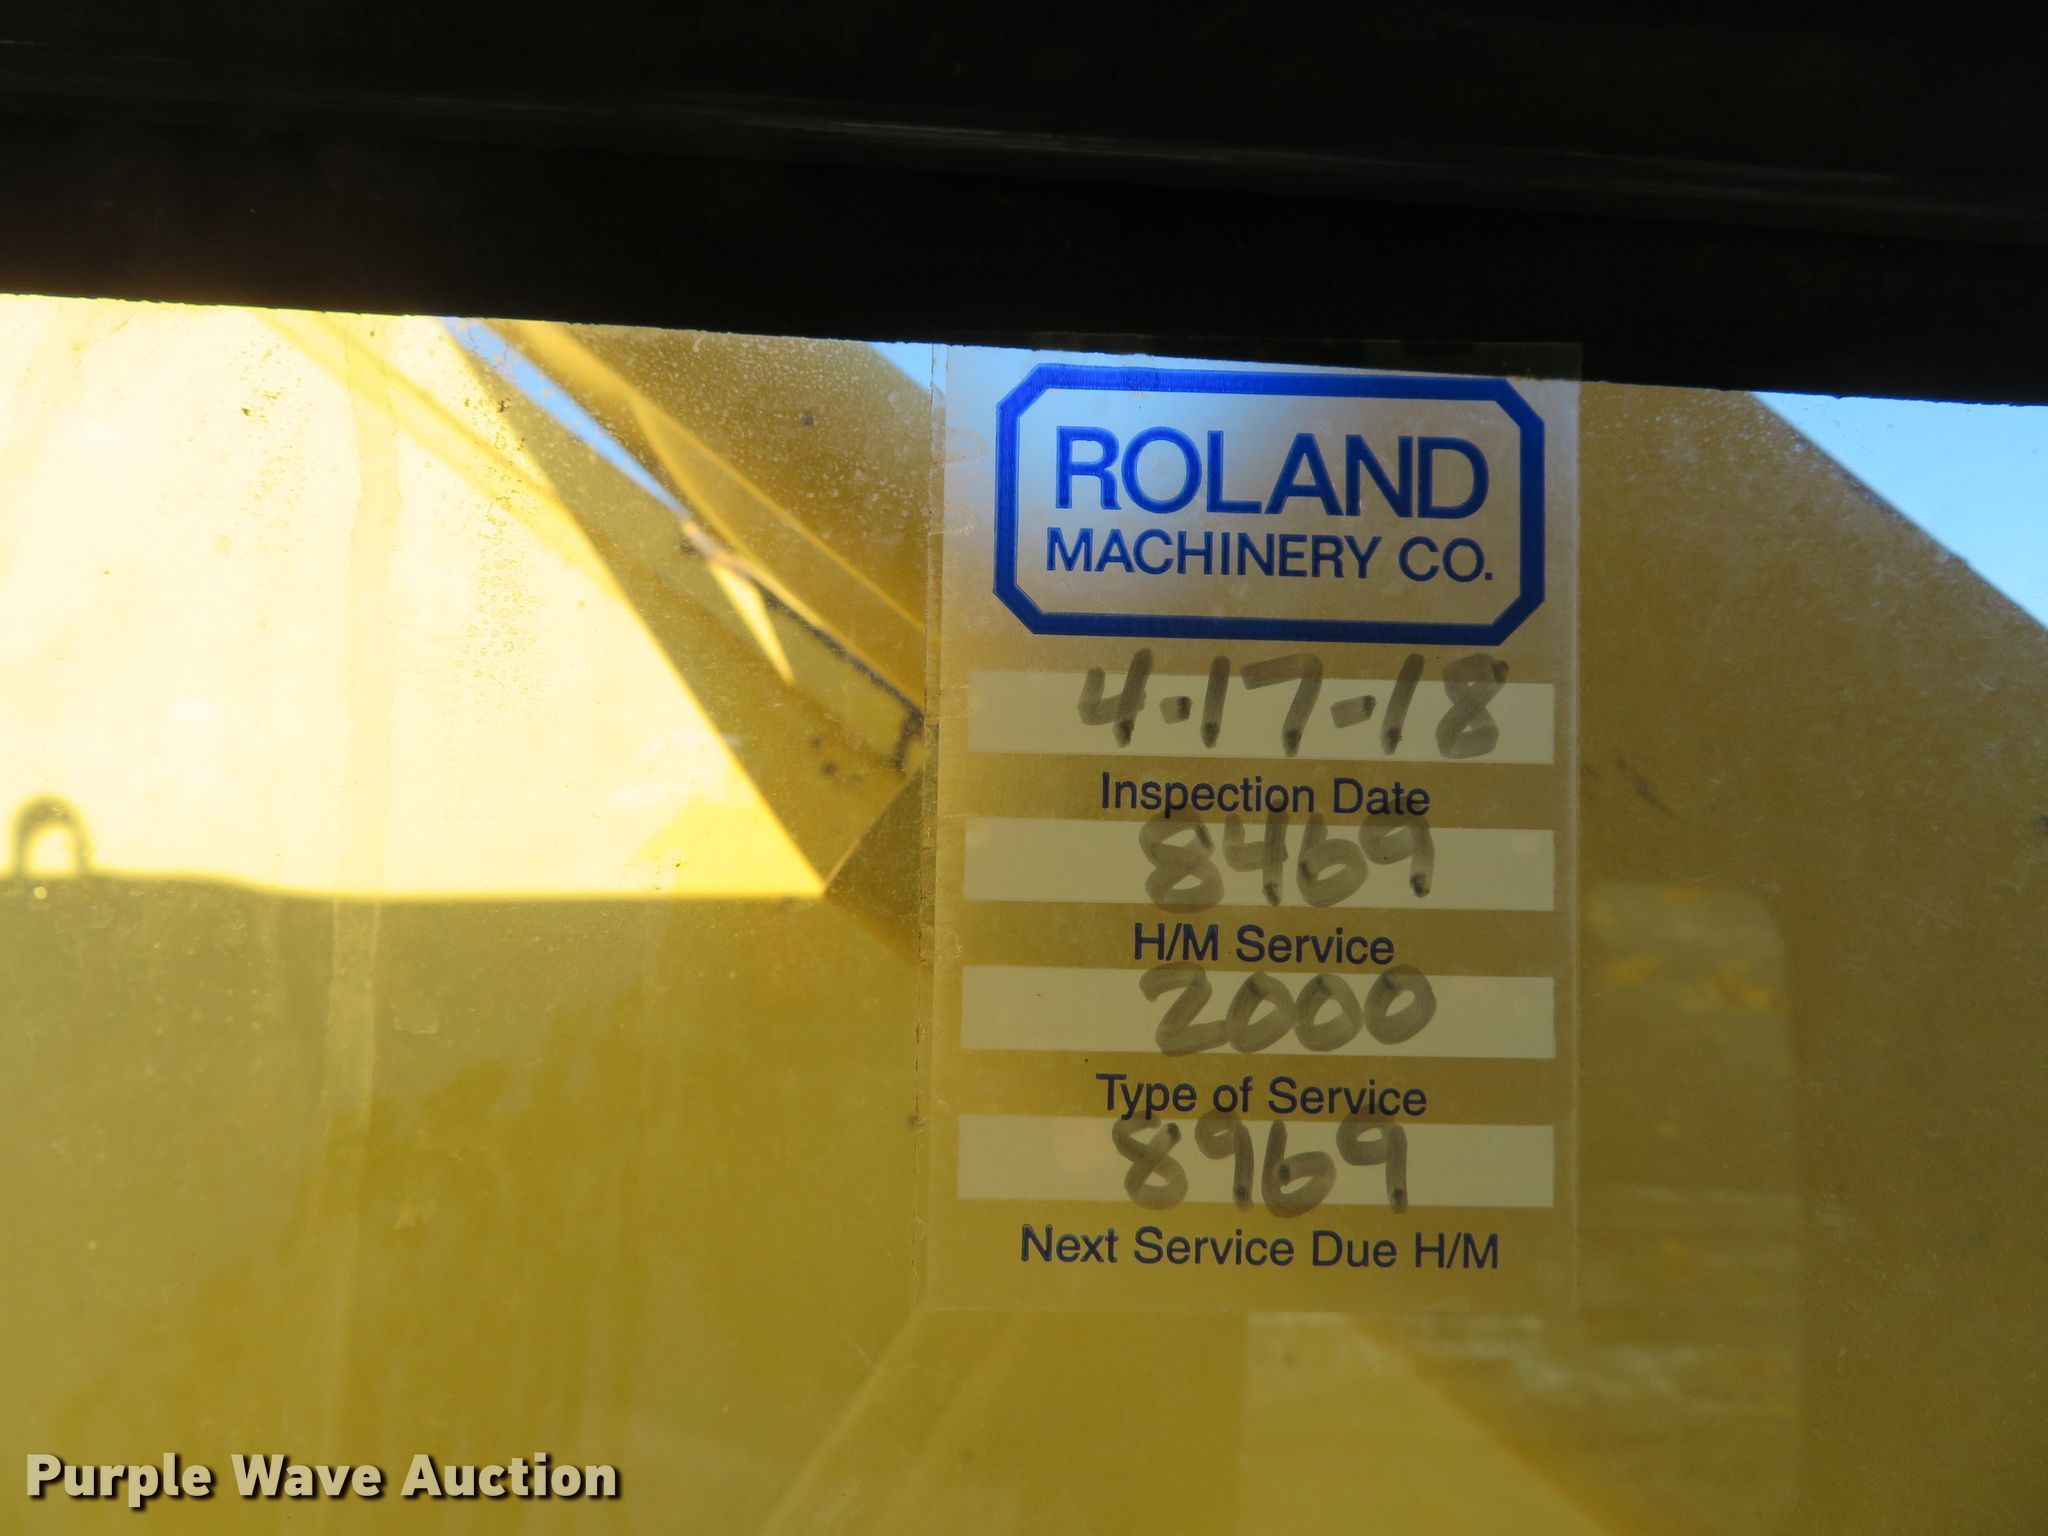 ROLAND
MACHINERY CO.
4-17-18
Inspection Date
8469
H/M Service
2000
Type of Service
8969
Next Service Due H/M
Purple Wave Auction